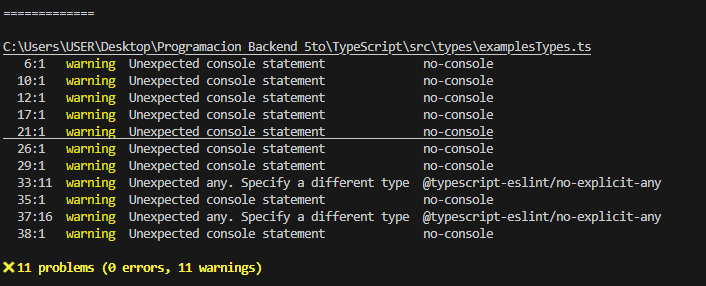 =============
C:\Users\USER\Desktop\Programacion Backend 5to\TypeScript\src\types\examplesTypes.ts
6:1 warning Unexpected console statement no-console
10:1 warning Unexpected console statement no-console
12:1 warning Unexpected console statement no-console
17:1 warning Unexpected console statement no-console
21:1 warning Unexpected console statement no-console
26:1 warning Unexpected console statement no-console
29:1 warning Unexpected console statement no-console
33:11 warning Unexpected any. Specify a different type @typescript-eslint/no-explicit-any
35:1 warning Unexpected console statement no-console
37:16 warning Unexpected any. Specify a different type @typescript-eslint/no-explicit-any
38:1 warning Unexpected console statement no-console
✖ 11 problems (0 errors, 11 warnings)